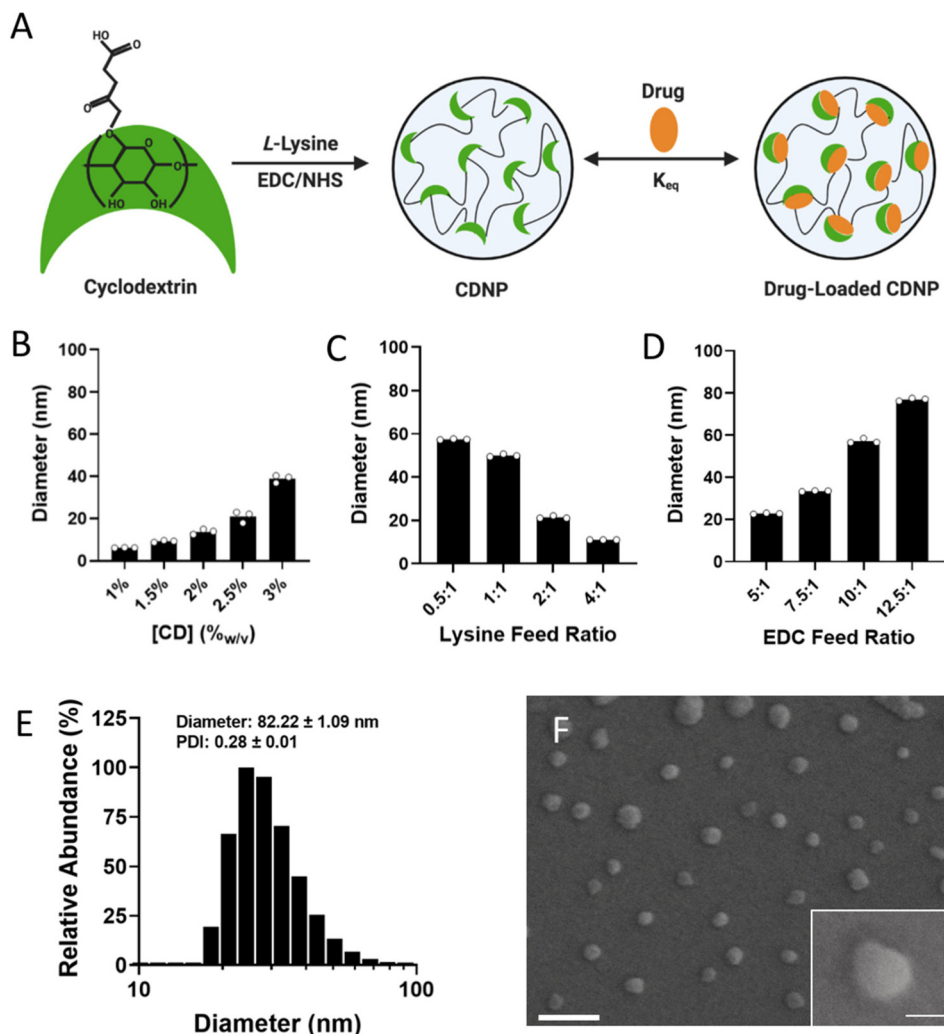 A
HO
O
O
O
O
O
HO
OH
Cyclodextrin
L-Lysine
EDC/NHS
CDNP
Drug
Keq
Drug-Loaded CDNP
B
Diameter (nm)
100
80
60
40
20
0
1%
1.5%
2%
2.5%
3%
[CD] (%w/v)
C
Diameter (nm)
100
80
60
40
20
0
0.5:1
1:1
2:1
4:1
Lysine Feed Ratio
D
Diameter (nm)
100
80
60
40
20
0
5:1
7.5:1
10:1
12.5:1
EDC Feed Ratio
E
Diameter: 82.22 ± 1.09 nm
PDI: 0.28 ± 0.01
Relative Abundance (%)
125
100
75
50
25
0
10
100
Diameter (nm)
F